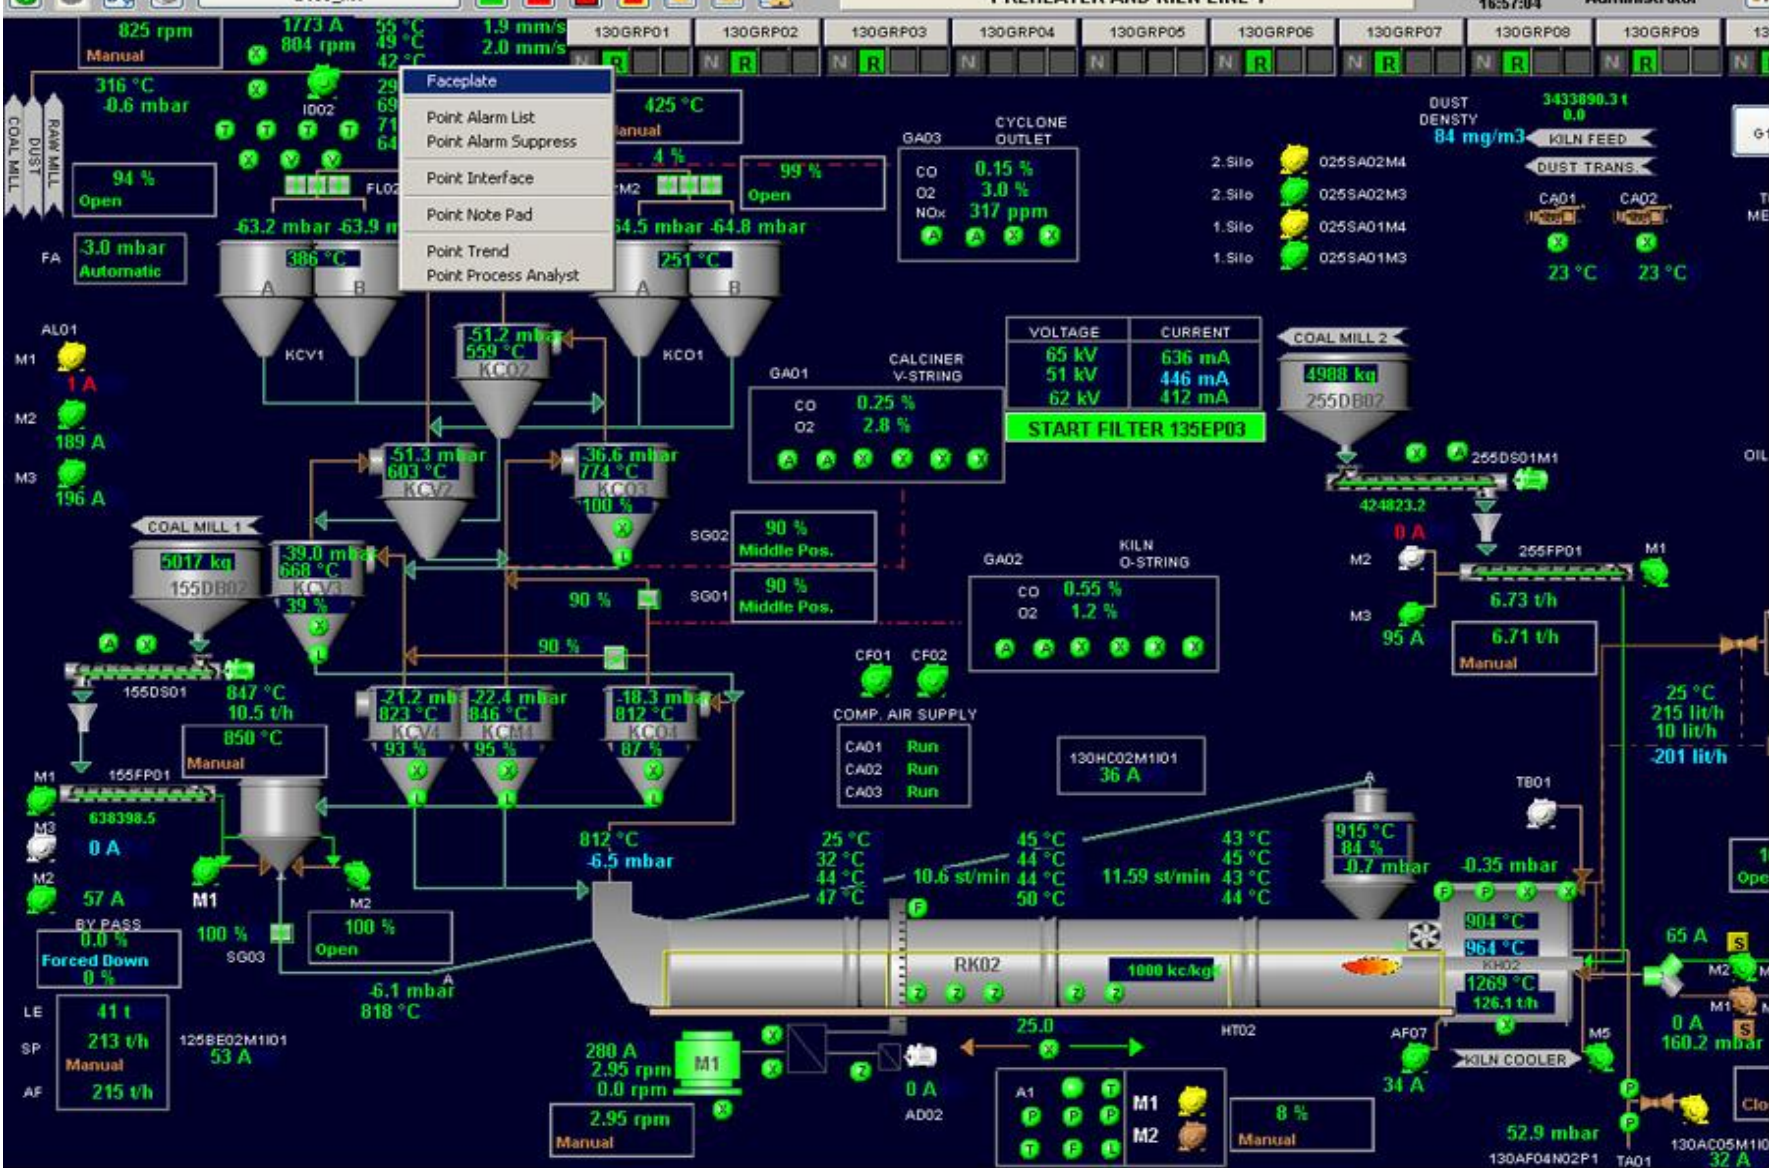 PREHEATER AND KILN LINE
16:57:04
Administrator
825 rpm
Manual
1773 A
804 rpm
55 °C
49 °C
42 °C
1.9 mm/s
2.0 mm/s
130GRP01
130GRP02
130GRP03
130GRP04
130GRP05
130GRP06
130GRP07
130GRP08
130GRP09
N R
N R
N R
N
N
N R
N R
N R
N R
N
316 °C
-0.6 mbar
ID02
T T T T
X V V
Faceplate
Point Alarm List
Point Alarm Suppress
Point Interface
Point Note Pad
Point Trend
Point Process Analyst
425 °C
4 %
99 %
Open
COAL MILL
DUST
RAW MILL
94 %
Open
FA
-3.0 mbar
Automatic
-63.2 mbar -63.9
-64.8 mbar
386 °C
251 °C
A B
A B
KCV1
KCO1
GA03
CYCLONE
OUTLET
CO 0.15 %
O2 3.0 %
NOx 317 ppm
A A X X
2.Silo 025SA02M4
2.Silo 025SA02M3
1.Silo 025SA01M4
1.Silo 025SA01M3
DUST
DENSTY
84 mg/m3
3433890.3 t
0.0
KILN FEED
DUST TRANS.
CA01 CA02
X X
23 °C 23 °C
AL01
M1
1 A
M2
189 A
M3
196 A
-51.2 mbar
559 °C
KCO2
GA01
CALCINER
V-STRING
CO 0.25 %
O2 2.8 %
A A X X X X
VOLTAGE CURRENT
65 kV 636 mA
51 kV 446 mA
62 kV 412 mA
START FILTER 135EP03
COAL MILL 2
4988 kg
255DB02
X A
255DS01M1
424823.2
0 A
M2
255FP01
M1
6.73 t/h
M3
95 A
6.71 t/h
Manual
OIL
-51.3 mbar
603 °C
KCV2
-36.6 mbar
774 °C
KCO3
100 %
X
L
COAL MILL 1
5017 kg
155DB02
-39.0 mbar
668 °C
KCV3
39 %
X
L
SG02
90 %
Middle Pos.
SG01
90 %
Middle Pos.
90 %
90 %
GA02
KILN
O-STRING
CO 0.55 %
O2 1.2 %
A A X X X X
CF01 CF02
COMP. AIR SUPPLY
CA01 Run
CA02 Run
CA03 Run
A X
155DS01
847 °C
10.5 t/h
850 °C
Manual
M1
155FP01
638398.5
M3
0 A
M2
57 A
823 °C
KCV4
93 %
X
L
-22.4 mbar
846 °C
KCM4
95 %
X
L
-18.3 mbar
812 °C
KCO4
87 %
X
L
130HC02M1I01
36 A
25 °C
215 lit/h
10 lit/h
-201 lit/h
TB01
812 °C
-6.5 mbar
25 °C
32 °C
44 °C
47 °C
10.6 st/min
45 °C
44 °C
44 °C
50 °C
11.59 st/min
43 °C
45 °C
43 °C
44 °C
A
915 °C
84 %
-0.7 mbar
-0.35 mbar
F P X X
M1
M2
BY PASS
0.0 %
Forced Down
0 %
100 %
SG03
100 %
Open
A
-6.1 mbar
818 °C
F
RK02
1000 kc/kg
Z Z Z Z Z
904 °C
964 °C
KH02
1269 °C
126.1 t/h
X
65 A
S
M2
M1
S
0 A
160.2 mbar
LE 41 t
SP 213 t/h
Manual
AF 215 t/h
125BE02M1I01
53 A
280 A
2.95 rpm
0.0 rpm
M1
2.95 rpm
Manual
X
X
X
Z
0 A
AD02
25.0
X
HT02
AF07
34 A
KILN COOLER
M5
A1
T
P P P
T F L
M1
M2
8 %
Manual
P
P
52.9 mbar
130AF04N02P1
TA01
32 A